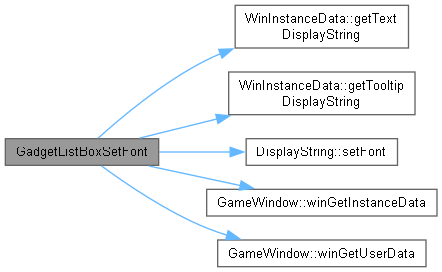 WinInstanceData::getText
DisplayString
WinInstanceData::getTooltip
DisplayString
GadgetListBoxSetFont
DisplayString::setFont
GameWindow::winGetInstanceData
GameWindow::winGetUserData